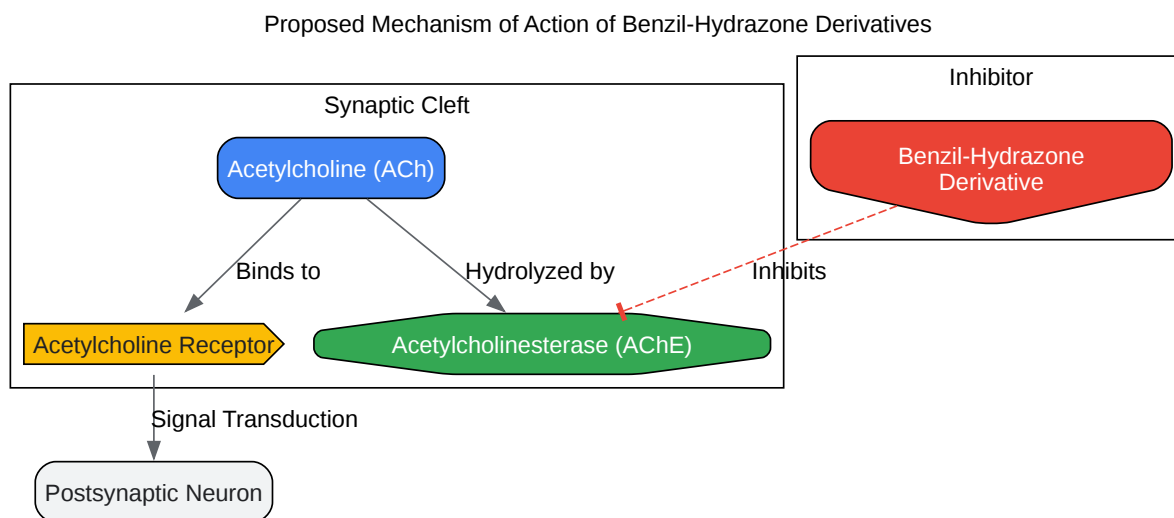 Proposed Mechanism of Action of Benzil-Hydrazone Derivatives
Inhibitor
Synaptic Cleft
Benzil-Hydrazone
Derivative
Acetylcholine (ACh)
Binds to
Hydrolyzed by
Inhibits
Acetylcholine Receptor
Acetylcholinesterase (AChE)
Signal Transduction
Postsynaptic Neuron